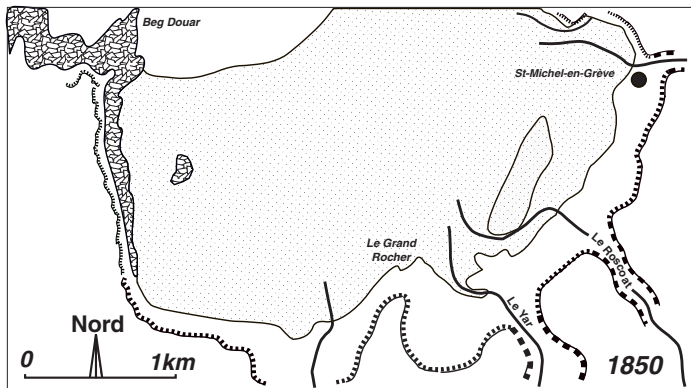 Beg Douar
St-Michel-en-Grève
Le Grand
Rocher
Le Roscoat
Le Yar
Nord
0 1km
1850